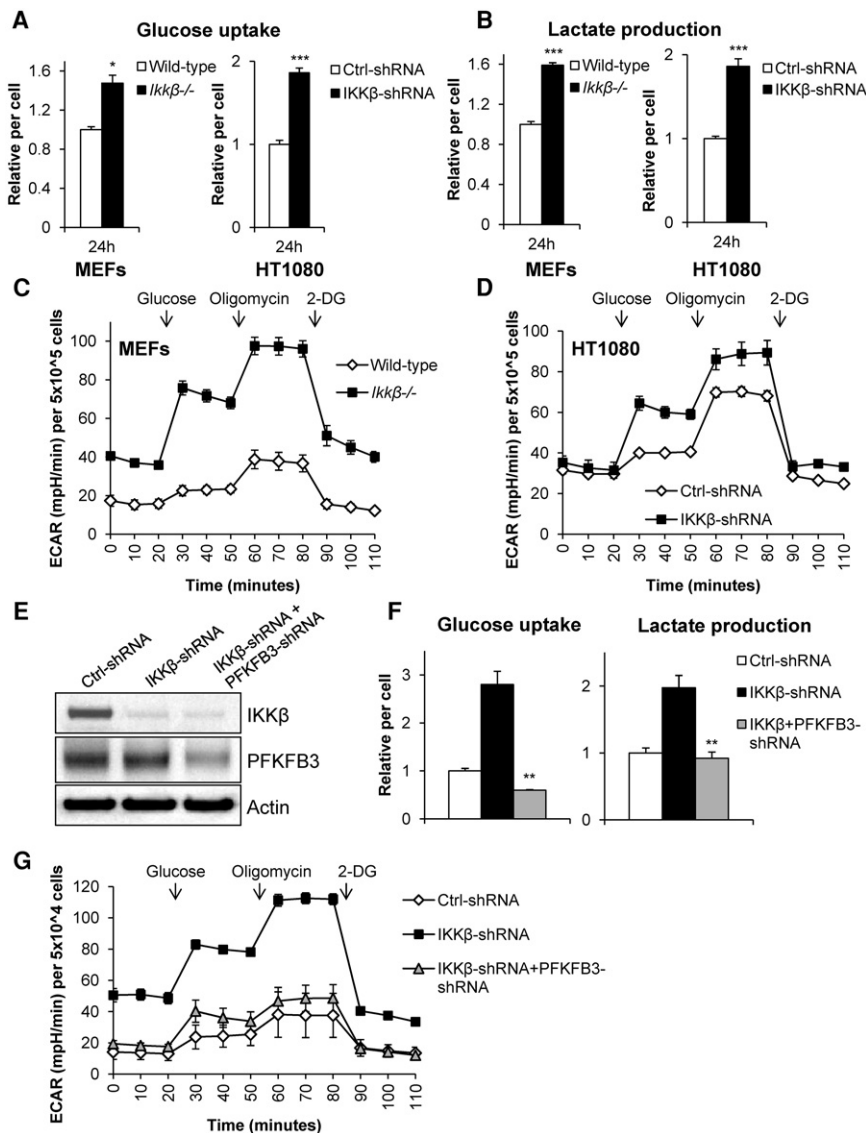 A
Glucose uptake
Relative per cell
1.6
1.2
0.8
0.4
0
*
24h
MEFs
Wild-type
Ikkβ-/-
2
1
0
***
24h
HT1080
Ctrl-shRNA
IKKβ-shRNA
B
Lactate production
Relative per cell
1.6
1.2
0.8
0.4
0
***
24h
MEFs
Wild-type
Ikkβ-/-
Relative per cell
2
1
0
***
24h
HT1080
Ctrl-shRNA
IKKβ-shRNA
C
Glucose Oligomycin 2-DG
MEFs
ECAR (mpH/min) per 5x10^5 cells
120
100
80
60
40
20
0
0 10 20 30 40 50 60 70 80 90 100 110
Time (minutes)
Wild-type
Ikkβ-/-
D
Glucose Oligomycin 2-DG
HT1080
ECAR (mpH/min) per 5x10^5 cells
100
80
60
40
20
0
0 10 20 30 40 50 60 70 80 90 100 110
Time (minutes)
Ctrl-shRNA
IKKβ-shRNA
E
Ctrl-shRNA
IKKβ-shRNA
IKKβ-shRNA +
PFKFB3-shRNA
IKKβ
PFKFB3
Actin
F
Glucose uptake
Relative per cell
3
2
1
0
**
Lactate production
2
1
0
**
Ctrl-shRNA
IKKβ-shRNA
IKKβ+PFKFB3-
shRNA
G
Glucose Oligomycin 2-DG
ECAR (mpH/min) per 5x10^4 cells
120
100
80
60
40
20
0
0 10 20 30 40 50 60 70 80 90 100 110
Time (minutes)
Ctrl-shRNA
IKKβ-shRNA
IKKβ-shRNA+PFKFB3-
shRNA